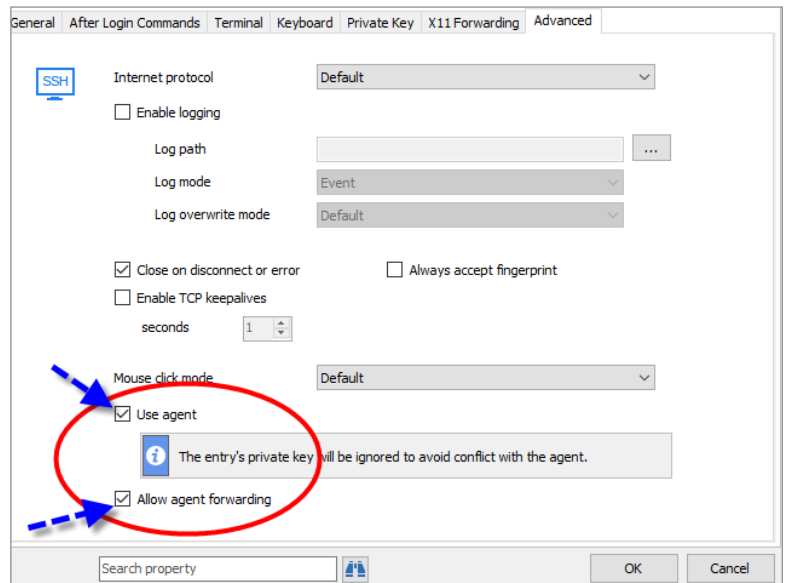 General After Login Commands Terminal Keyboard Private Key X11 Forwarding Advanced
SSH
Internet protocol Default
Enable logging
Log path ...
Log mode Event
Log overwrite mode Default
Close on disconnect or error Always accept fingerprint
Enable TCP keepalives
seconds 1
Mouse click mode Default
Use agent
The entry's private key will be ignored to avoid conflict with the agent.
Allow agent forwarding
Search property OK Cancel